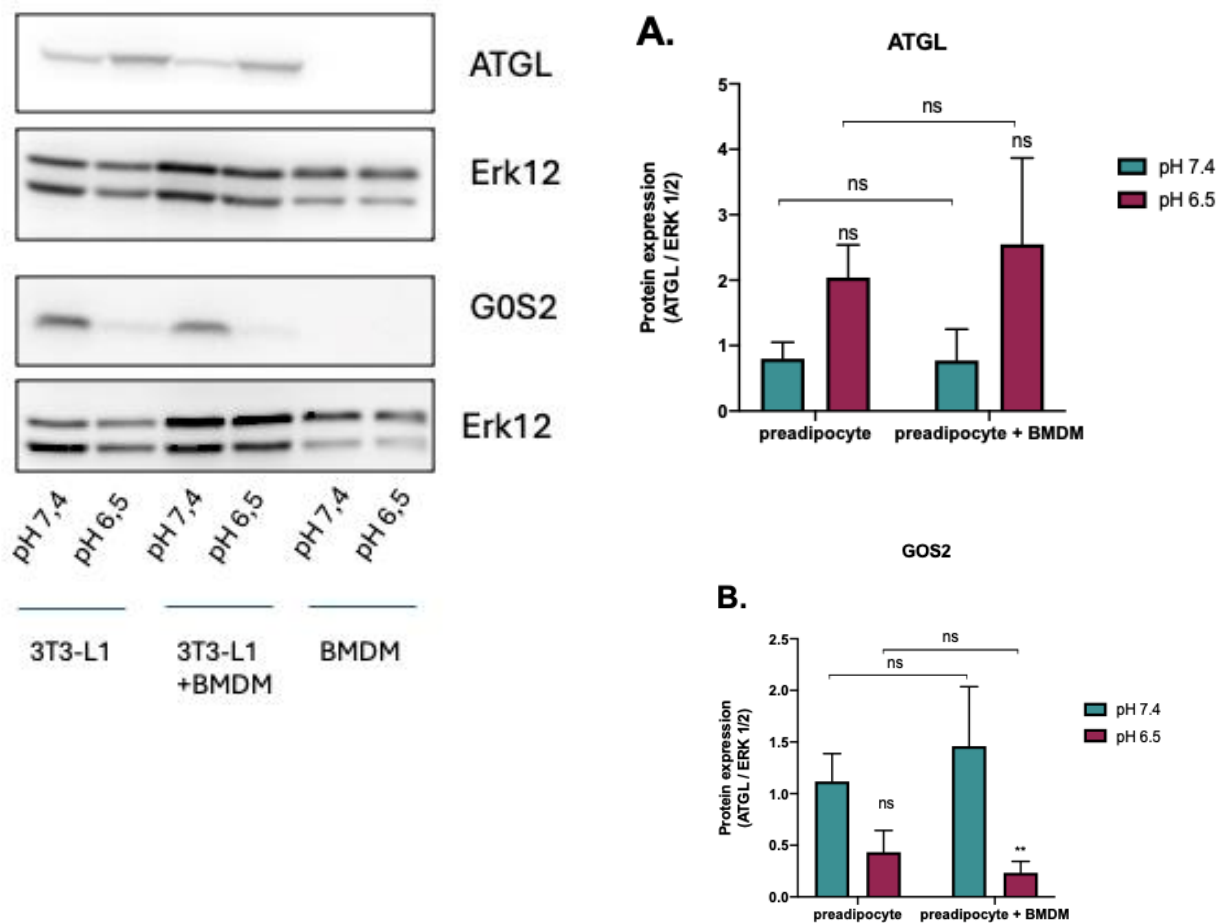 ATGL
Erk12
G0S2
Erk12
pH 7,4
pH 6,5
pH 7,4
pH 6,5
pH 7,4
pH 6,5
3T3-L1
3T3-L1
+BMDM
BMDM
A.
ATGL
Protein expression
(ATGL / ERK 1/2)
5
4
3
2
1
0
ns
ns
ns
ns
preadipocyte
preadipocyte + BMDM
pH 7.4
pH 6.5
GOS2
B.
Protein expression
(ATGL / ERK 1/2)
2.5
2.0
1.5
1.0
0.5
0.0
ns
ns
ns
**
preadipocyte
preadipocyte + BMDM
pH 7.4
pH 6.5